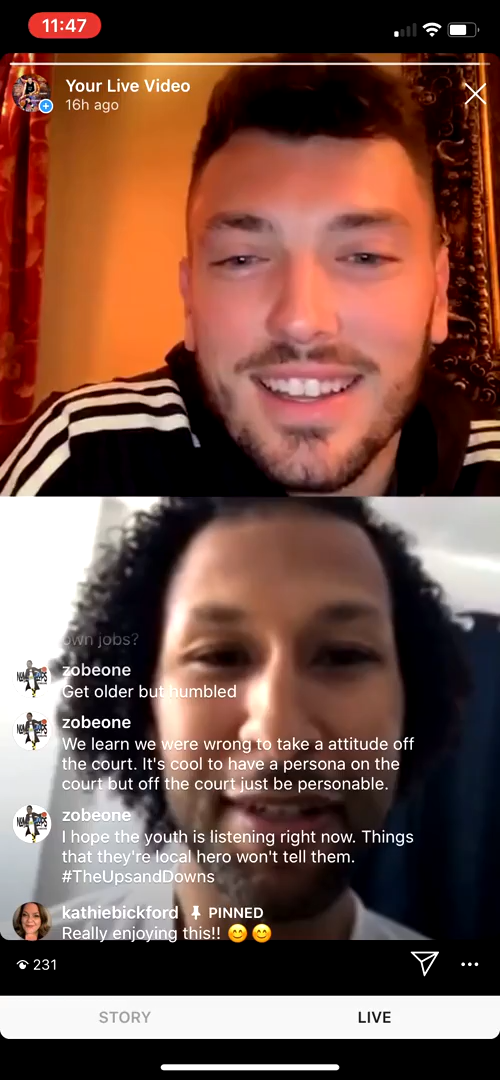 11:47
Your Live Video
16h ago
own jobs?
zobeone
Get older but humbled
zobeone
We learn we were wrong to take a attitude off
the court. It's cool to have a persona on the
court but off the court just be personable.
zobeone
I hope the youth is listening right now. Things
that they're local hero won't tell them.
#TheUpsandDowns
kathiebickford PINNED
Really enjoying this!! 😊😊
231
STORY LIVE